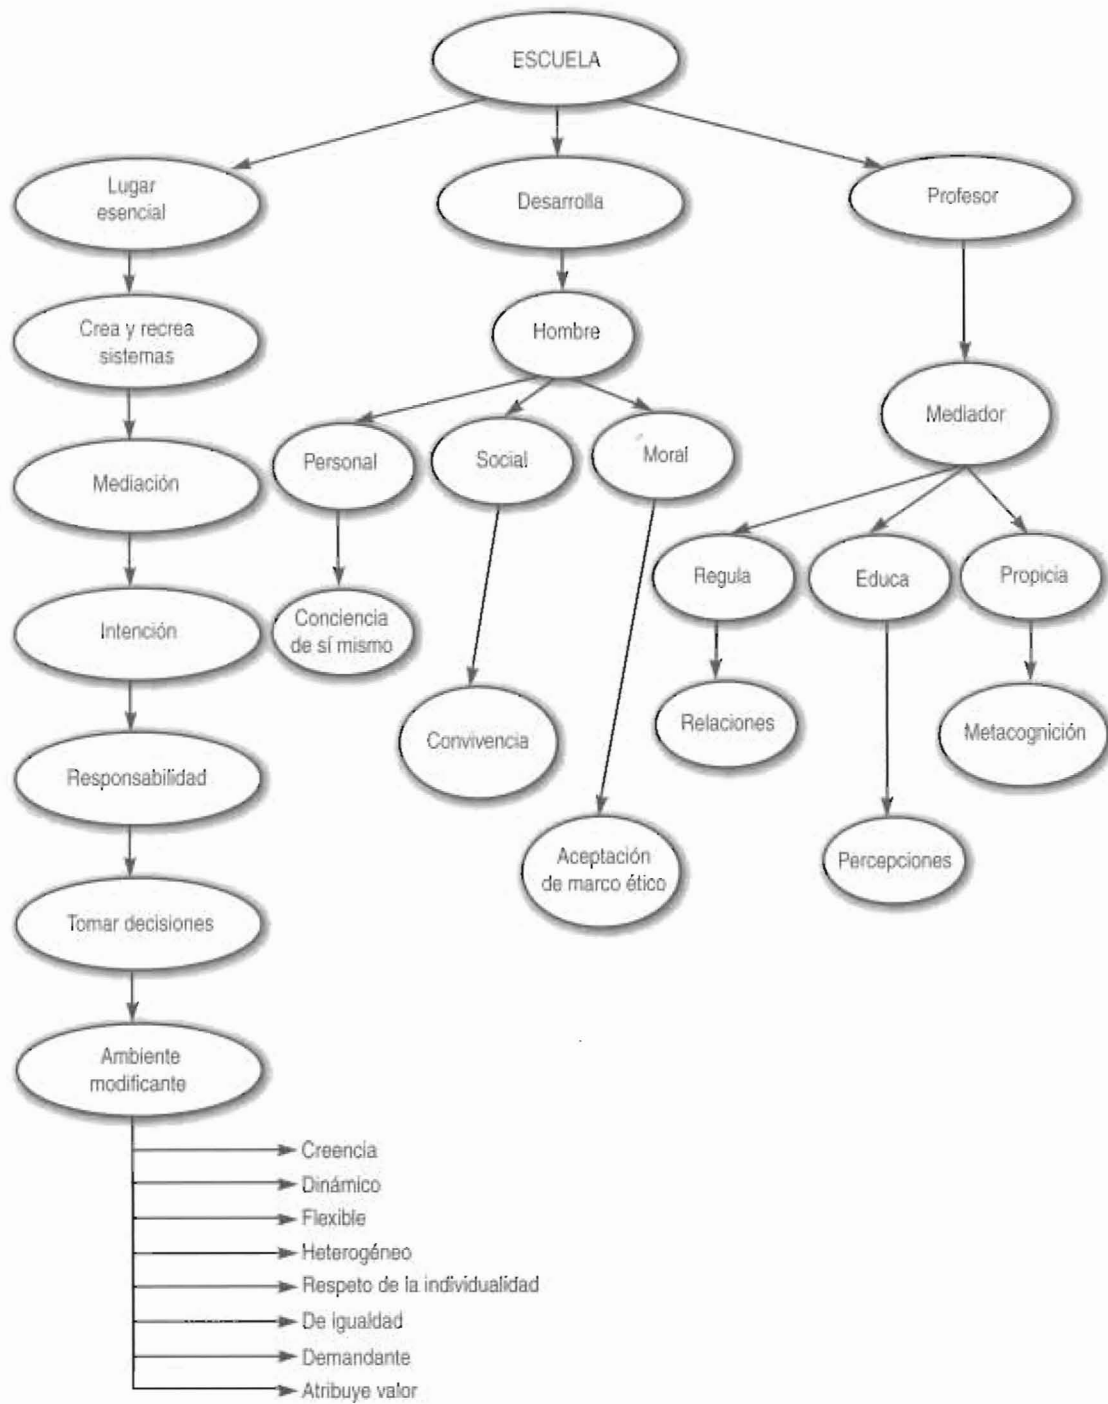 ESCUELA
Lugar
esencial
Desarrolla
Profesor
Crea y recrea
sistemas
Hombre
Mediador
Mediación
Personal
Social
Moral
Regula
Educa
Propicia
Intención
Conciencia
de sí mismo
Relaciones
Metacognición
Convivencia
Responsabilidad
Aceptación
de marco ético
Percepciones
Tomar decisiones
Ambiente
modificante
Creencia
Dinámico
Flexible
Heterogéneo
Respeto de la individualidad
De igualdad
Demandante
Atribuye valor